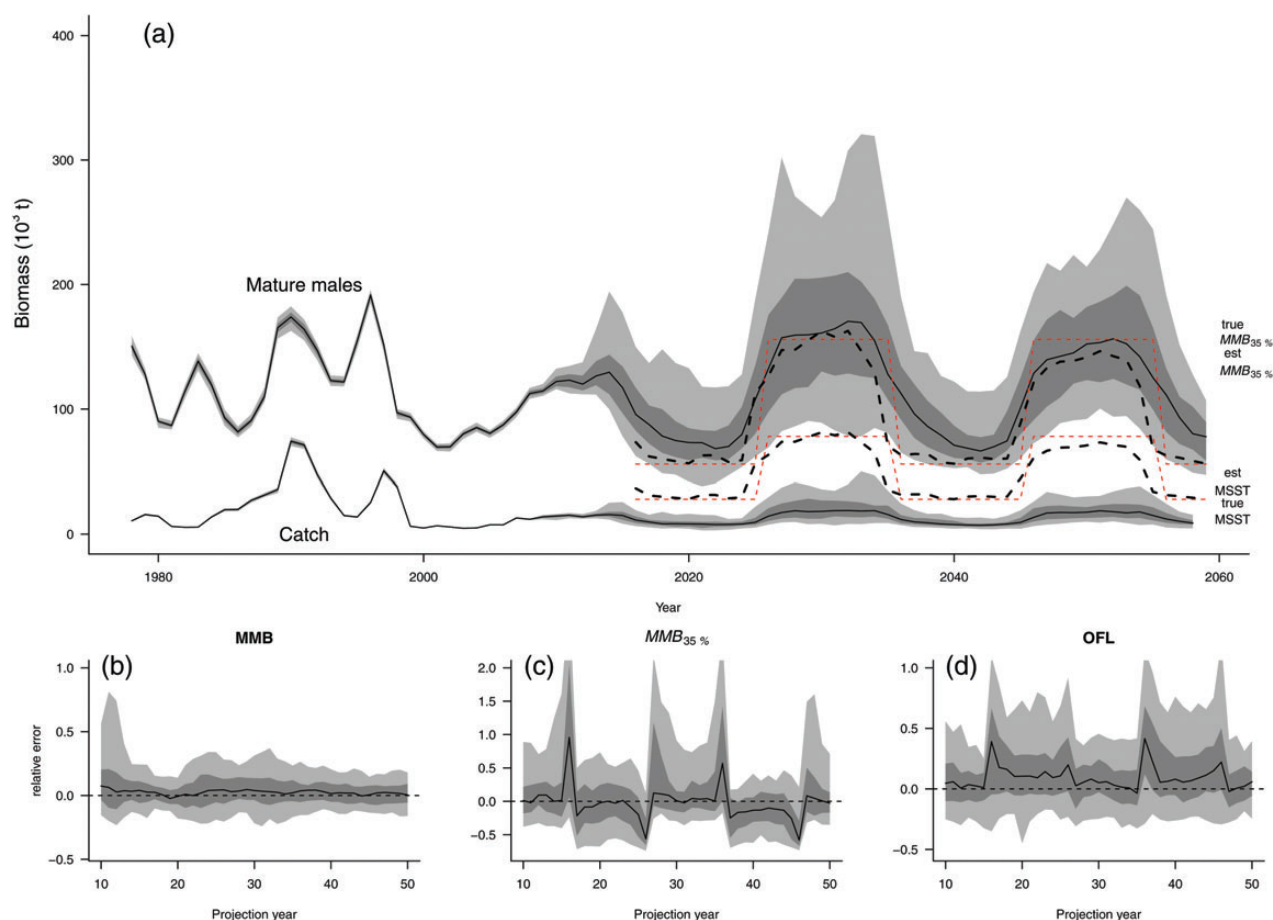 (a)
400
300
200
100
0
Biomass (10³ t)
Mature males
Catch
true
MMB35 %
est
MMB35 %
est
MSST
true
MSST
1980
2000
2020
2040
2060
Year
MMB
(b)
1.0
0.5
0.0
−0.5
relative error
10
20
30
40
50
Projection year
MMB35 %
(c)
2.0
1.5
1.0
0.5
0.0
−0.5
10
20
30
40
50
Projection year
OFL
(d)
1.0
0.5
0.0
−0.5
10
20
30
40
50
Projection year